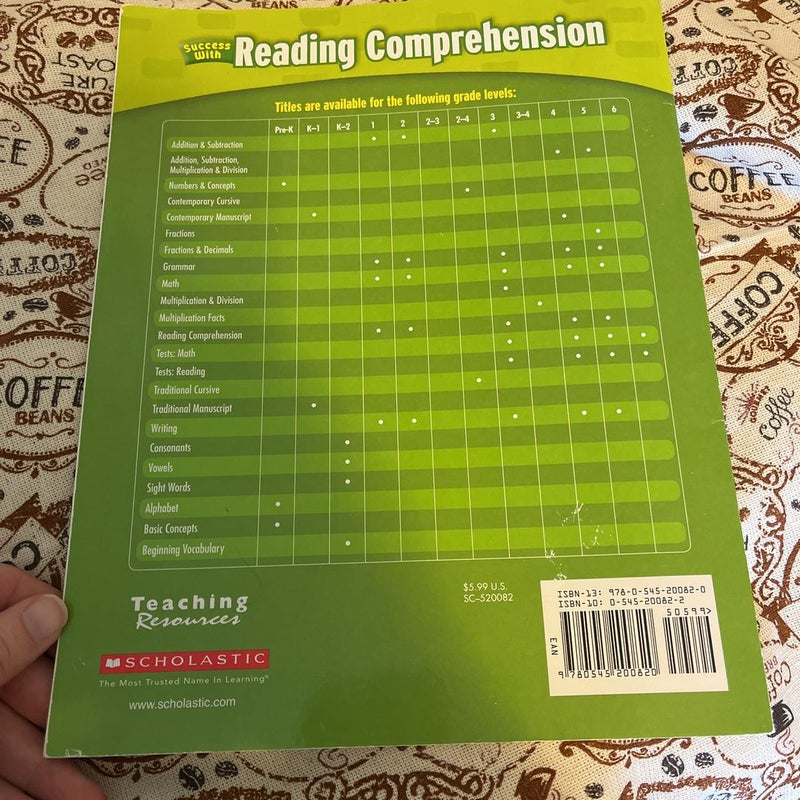 Success With Reading Comprehension
Titles are available for the following grade levels:
Pre-K K–1 K–2 1 2 2–3 2–4 3 3–4 4 5 6
Addition & Subtraction
Addition, Subtraction,
Multiplication & Division
Numbers & Concepts
Contemporary Cursive
Contemporary Manuscript
Fractions
Fractions & Decimals
Grammar
Math
Multiplication & Division
Multiplication Facts
Reading Comprehension
Tests: Math
Tests: Reading
Traditional Cursive
Traditional Manuscript
Writing
Consonants
Vowels
Sight Words
Alphabet
Basic Concepts
Beginning Vocabulary
Teaching
Resources
SCHOLASTIC
The Most Trusted Name In Learning®
www.scholastic.com
$5.99 U.S.
SC–520082
ISBN-13: 978-0-545-20082-0
ISBN-10: 0-545-20082-2
50599>
EAN
9 780545 200820
COFFEE
BEANS
COFFEE
COFFEE
BEANS
Coffee